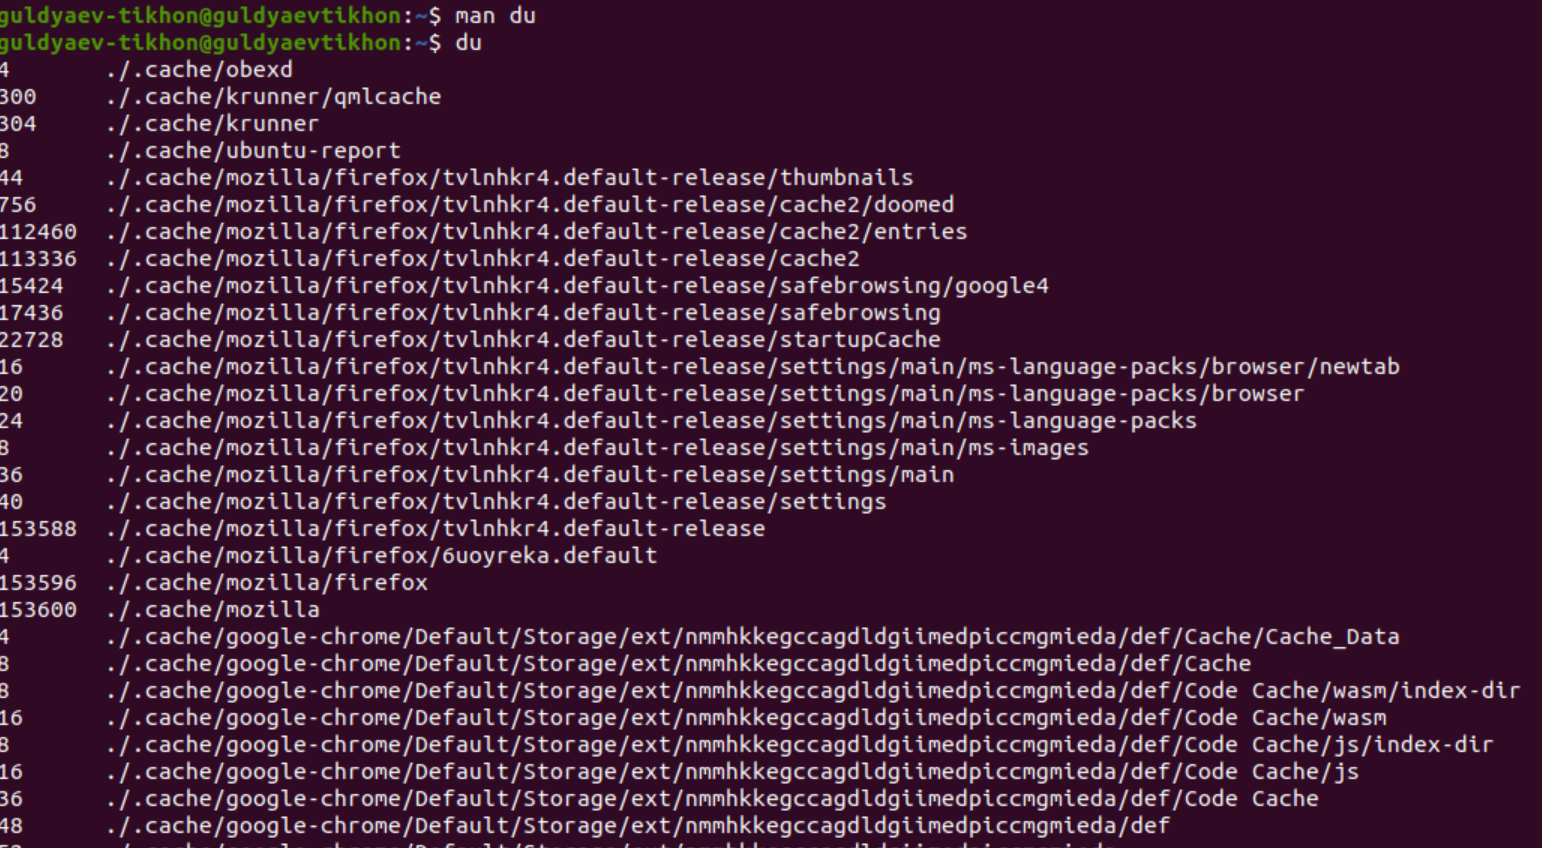 guldyaev-tikhon@guldyaevtikhon:~$ man du
guldyaev-tikhon@guldyaevtikhon:~$ du
4 ./.cache/obexd
300 ./.cache/krunner/qmlcache
304 ./.cache/krunner
8 ./.cache/ubuntu-report
44 ./.cache/mozilla/firefox/tvlnhkr4.default-release/thumbnails
756 ./.cache/mozilla/firefox/tvlnhkr4.default-release/cache2/doomed
112460 ./.cache/mozilla/firefox/tvlnhkr4.default-release/cache2/entries
113336 ./.cache/mozilla/firefox/tvlnhkr4.default-release/cache2
15424 ./.cache/mozilla/firefox/tvlnhkr4.default-release/safebrowsing/google4
17436 ./.cache/mozilla/firefox/tvlnhkr4.default-release/safebrowsing
22728 ./.cache/mozilla/firefox/tvlnhkr4.default-release/startupCache
16 ./.cache/mozilla/firefox/tvlnhkr4.default-release/settings/main/ms-language-packs/browser/newtab
20 ./.cache/mozilla/firefox/tvlnhkr4.default-release/settings/main/ms-language-packs/browser
24 ./.cache/mozilla/firefox/tvlnhkr4.default-release/settings/main/ms-language-packs
8 ./.cache/mozilla/firefox/tvlnhkr4.default-release/settings/main/ms-images
36 ./.cache/mozilla/firefox/tvlnhkr4.default-release/settings/main
40 ./.cache/mozilla/firefox/tvlnhkr4.default-release/settings
153588 ./.cache/mozilla/firefox/tvlnhkr4.default-release
4 ./.cache/mozilla/firefox/6uoyreka.default
153596 ./.cache/mozilla/firefox
153600 ./.cache/mozilla
4 ./.cache/google-chrome/Default/Storage/ext/nmmhkkegccagdldgiimedpiccmgmieda/def/Cache/Cache_Data
8 ./.cache/google-chrome/Default/Storage/ext/nmmhkkegccagdldgiimedpiccmgmieda/def/Cache
8 ./.cache/google-chrome/Default/Storage/ext/nmmhkkegccagdldgiimedpiccmgmieda/def/Code Cache/wasm/index-dir
16 ./.cache/google-chrome/Default/Storage/ext/nmmhkkegccagdldgiimedpiccmgmieda/def/Code Cache/wasm
8 ./.cache/google-chrome/Default/Storage/ext/nmmhkkegccagdldgiimedpiccmgmieda/def/Code Cache/js/index-dir
16 ./.cache/google-chrome/Default/Storage/ext/nmmhkkegccagdldgiimedpiccmgmieda/def/Code Cache/js
36 ./.cache/google-chrome/Default/Storage/ext/nmmhkkegccagdldgiimedpiccmgmieda/def/Code Cache
48 ./.cache/google-chrome/Default/Storage/ext/nmmhkkegccagdldgiimedpiccmgmieda/def